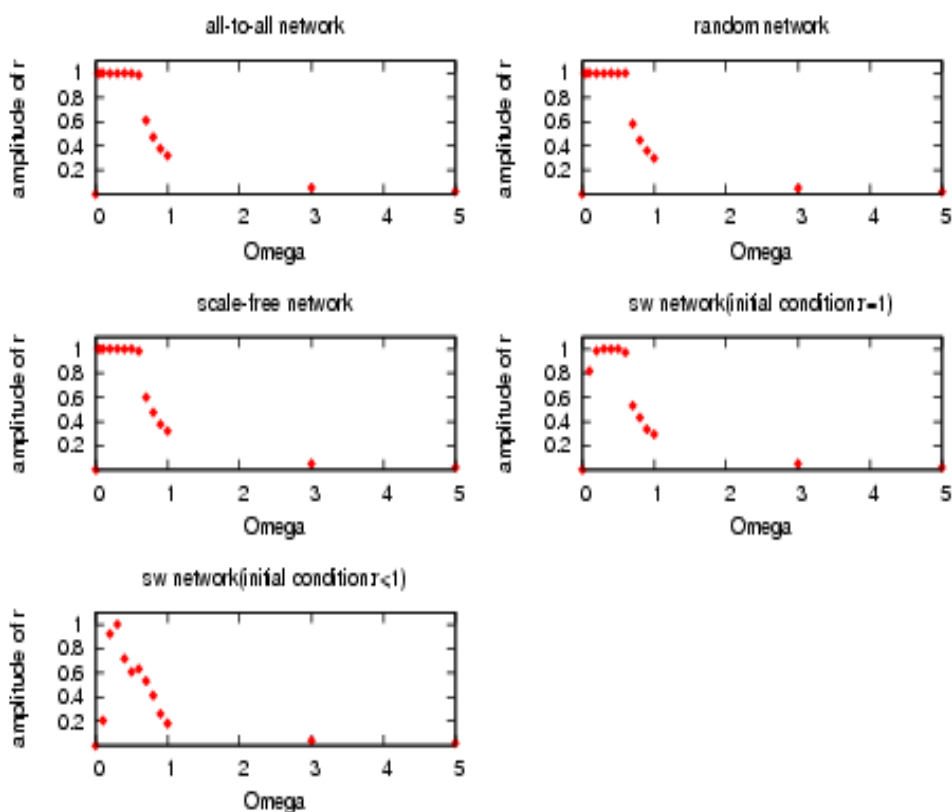 all-to-all network
amplitude of r
1
0.8
0.6
0.4
0.2
0 1 2 3 4 5
Omega
random network
amplitude of r
1
0.8
0.6
0.4
0.2
0 1 2 3 4 5
Omega
scale-free network
amplitude of r
1
0.8
0.6
0.4
0.2
0 1 2 3 4 5
Omega
sw network(initial condition r=1)
amplitude of r
1
0.8
0.6
0.4
0.2
0 1 2 3 4 5
Omega
sw network(initial condition r<1)
amplitude of r
1
0.8
0.6
0.4
0.2
0 1 2 3 4 5
Omega